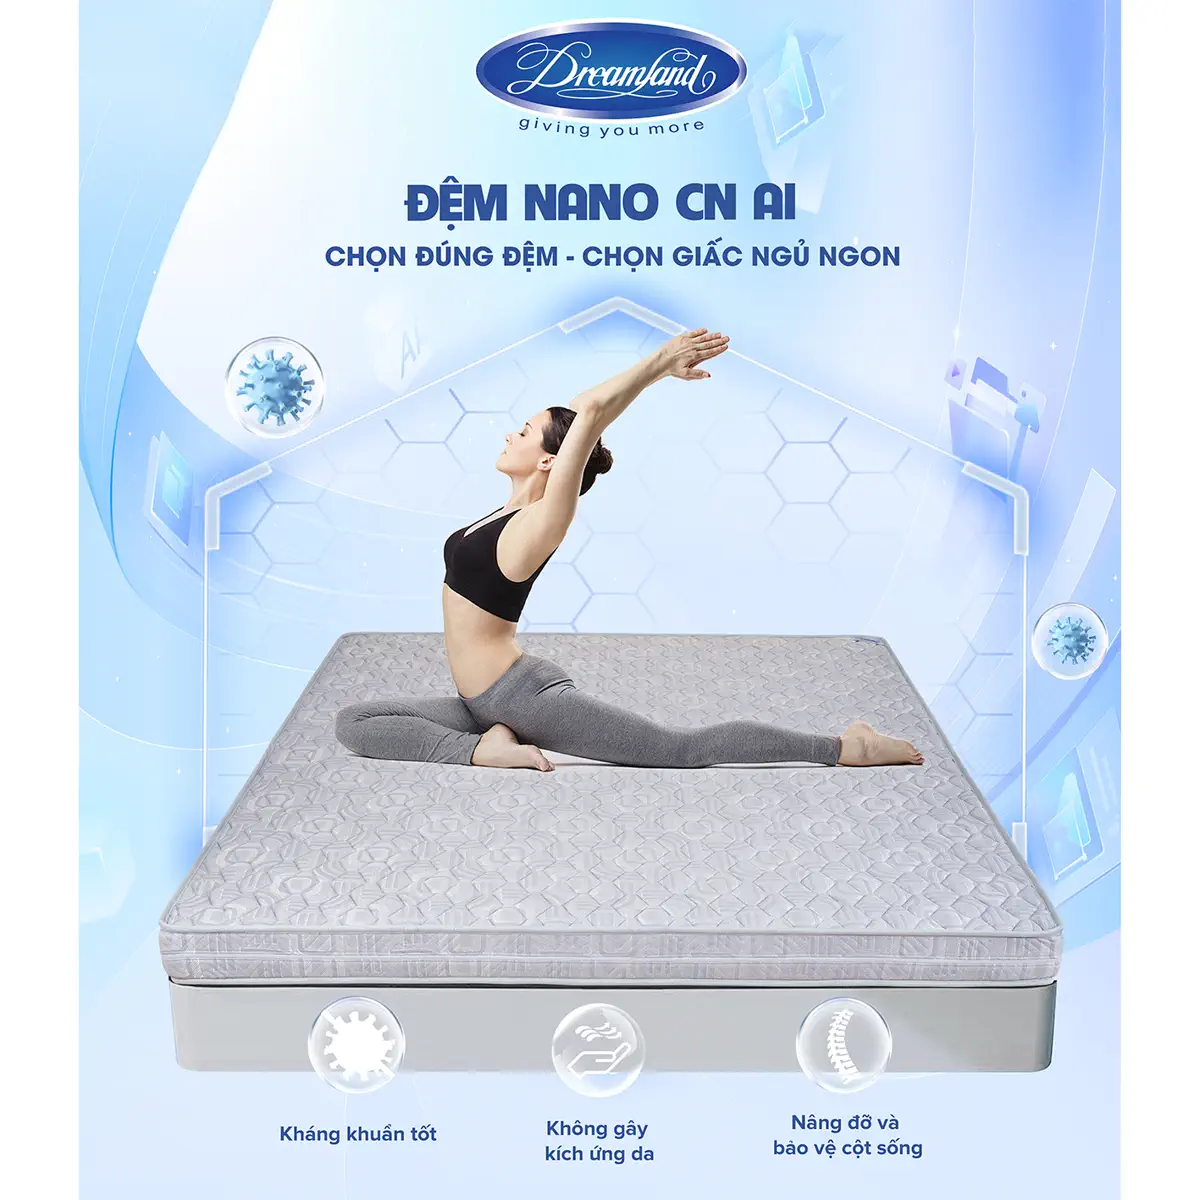 Dreamland
giving you more
ĐỆM NANO CN AI
CHỌN ĐÚNG ĐỆM - CHỌN GIẤC NGỦ NGON
AI
Kháng khuẩn tốt
Không gây
kích ứng da
Nâng đỡ và
bảo vệ cột sống